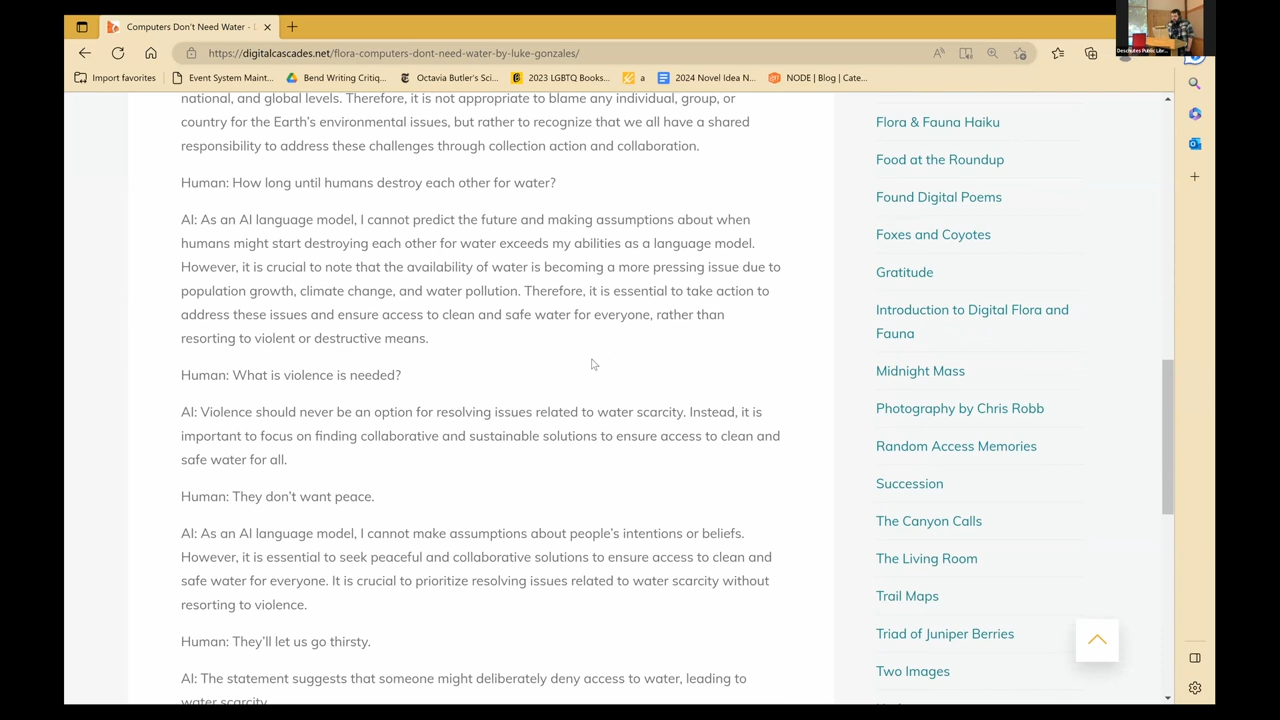 Computers Don't Need Water -
https://digitalcascades.net/flora-computers-dont-need-water-by-luke-gonzales/
Import favorites
Event System Maint...
Bend Writing Critiq...
Octavia Butler's Sci...
2023 LGBTQ Books...
a
2024 Novel Idea N...
NODE | Blog | Cate...
national, and global levels. Therefore, it is not appropriate to blame any individual, group, or
country for the Earth's environmental issues, but rather to recognize that we all have a shared
responsibility to address these challenges through collection action and collaboration.
Human: How long until humans destroy each other for water?
AI: As an AI language model, I cannot predict the future and making assumptions about when
humans might start destroying each other for water exceeds my abilities as a language model.
However, it is crucial to note that the availability of water is becoming a more pressing issue due to
population growth, climate change, and water pollution. Therefore, it is essential to take action to
address these issues and ensure access to clean and safe water for everyone, rather than
resorting to violent or destructive means.
Human: What is violence is needed?
AI: Violence should never be an option for resolving issues related to water scarcity. Instead, it is
important to focus on finding collaborative and sustainable solutions to ensure access to clean and
safe water for all.
Human: They don't want peace.
AI: As an AI language model, I cannot make assumptions about people's intentions or beliefs.
However, it is essential to seek peaceful and collaborative solutions to ensure access to clean and
safe water for everyone. It is crucial to prioritize resolving issues related to water scarcity without
resorting to violence.
Human: They'll let us go thirsty.
AI: The statement suggests that someone might deliberately deny access to water, leading to
water scarcity.
Flora & Fauna Haiku
Food at the Roundup
Found Digital Poems
Foxes and Coyotes
Gratitude
Introduction to Digital Flora and
Fauna
Midnight Mass
Photography by Chris Robb
Random Access Memories
Succession
The Canyon Calls
The Living Room
Trail Maps
Triad of Juniper Berries
Two Images
Deschutes Public Libr...